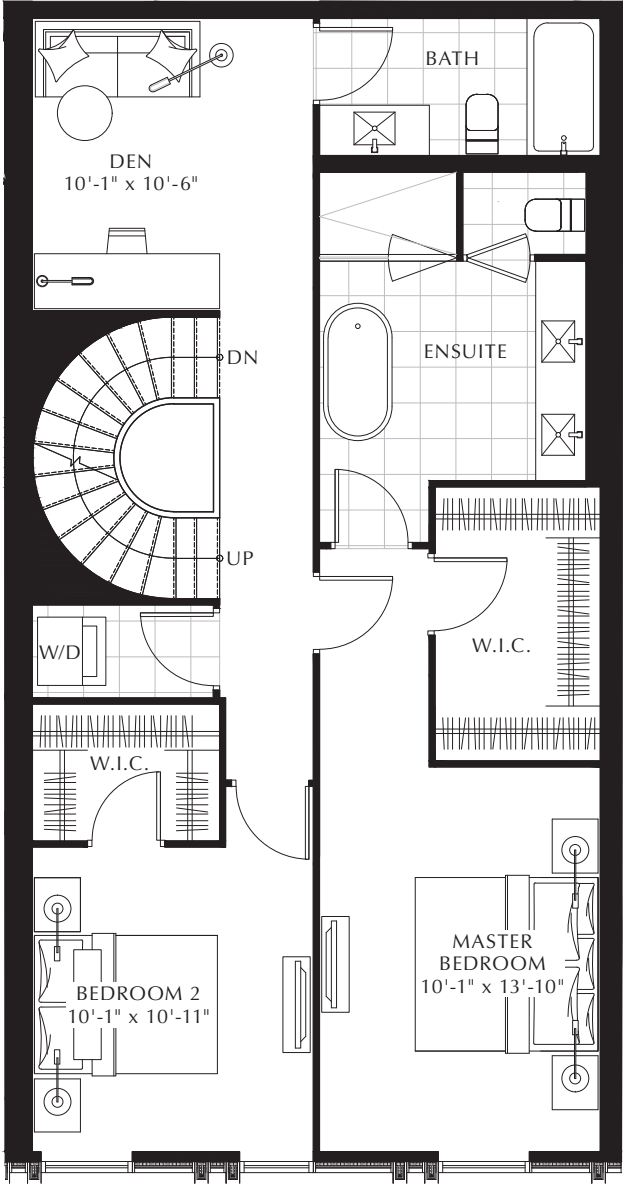 BATH
DEN
10'-1" x 10'-6"
ENSUITE
DN
UP
W/D
W.I.C.
W.I.C.
MASTER
BEDROOM
10'-1" x 13'-10"
BEDROOM 2
10'-1" x 10'-11"